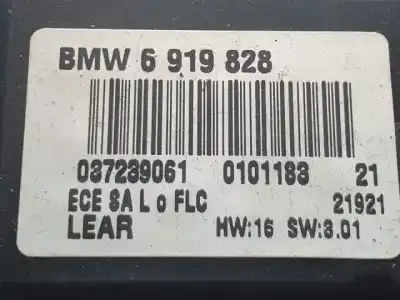 BMW 6 919 828
037239061 0101183 21
ECE SA L o FLC 21921
LEAR HW:16 SW:3.01